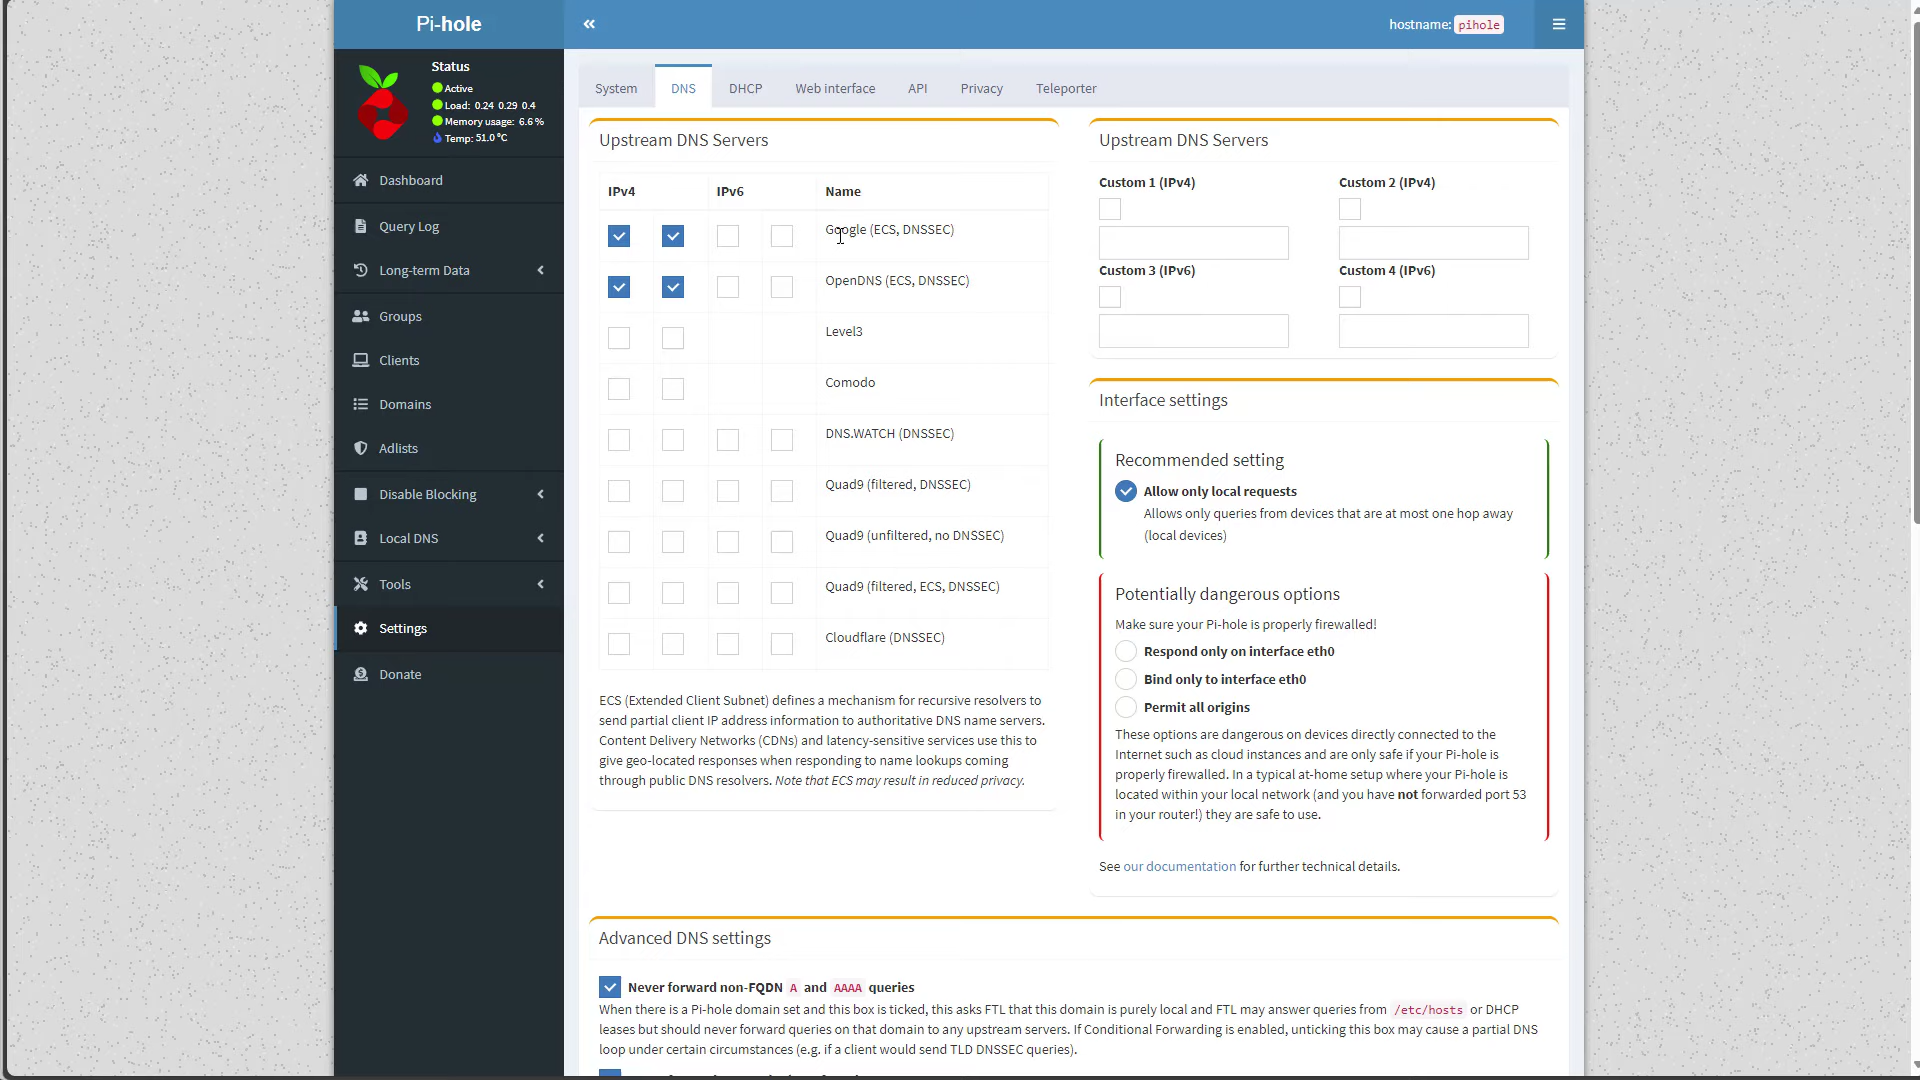 Pi-hole
hostname: pihole
Status
Active
Load: 0.24 0.29 0.4
Memory usage: 6.6 %
Temp: 51.0 °C
Dashboard
Query Log
Long-term Data
Groups
Clients
Domains
Adlists
Disable Blocking
Local DNS
Tools
Settings
Donate
System DNS DHCP Web interface API Privacy Teleporter
Upstream DNS Servers
IPv4 IPv6 Name
Google (ECS, DNSSEC)
OpenDNS (ECS, DNSSEC)
Level3
Comodo
DNS.WATCH (DNSSEC)
Quad9 (filtered, DNSSEC)
Quad9 (unfiltered, no DNSSEC)
Quad9 (filtered, ECS, DNSSEC)
Cloudflare (DNSSEC)
ECS (Extended Client Subnet) defines a mechanism for recursive resolvers to
send partial client IP address information to authoritative DNS name servers.
Content Delivery Networks (CDNs) and latency-sensitive services use this to
give geo-located responses when responding to name lookups coming
through public DNS resolvers. Note that ECS may result in reduced privacy.
Upstream DNS Servers
Custom 1 (IPv4) Custom 2 (IPv4)
Custom 3 (IPv6) Custom 4 (IPv6)
Interface settings
Recommended setting
Allow only local requests
Allows only queries from devices that are at most one hop away
(local devices)
Potentially dangerous options
Make sure your Pi-hole is properly firewalled!
Respond only on interface eth0
Bind only to interface eth0
Permit all origins
These options are dangerous on devices directly connected to the
Internet such as cloud instances and are only safe if your Pi-hole is
properly firewalled. In a typical at-home setup where your Pi-hole is
located within your local network (and you have not forwarded port 53
in your router!) they are safe to use.
See our documentation for further technical details.
Advanced DNS settings
Never forward non-FQDN A and AAAA queries
When there is a Pi-hole domain set and this box is ticked, this asks FTL that this domain is purely local and FTL may answer queries from /etc/hosts or DHCP
leases but should never forward queries on that domain to any upstream servers. If Conditional Forwarding is enabled, unticking this box may cause a partial DNS
loop under certain circumstances (e.g. if a client would send TLD DNSSEC queries).